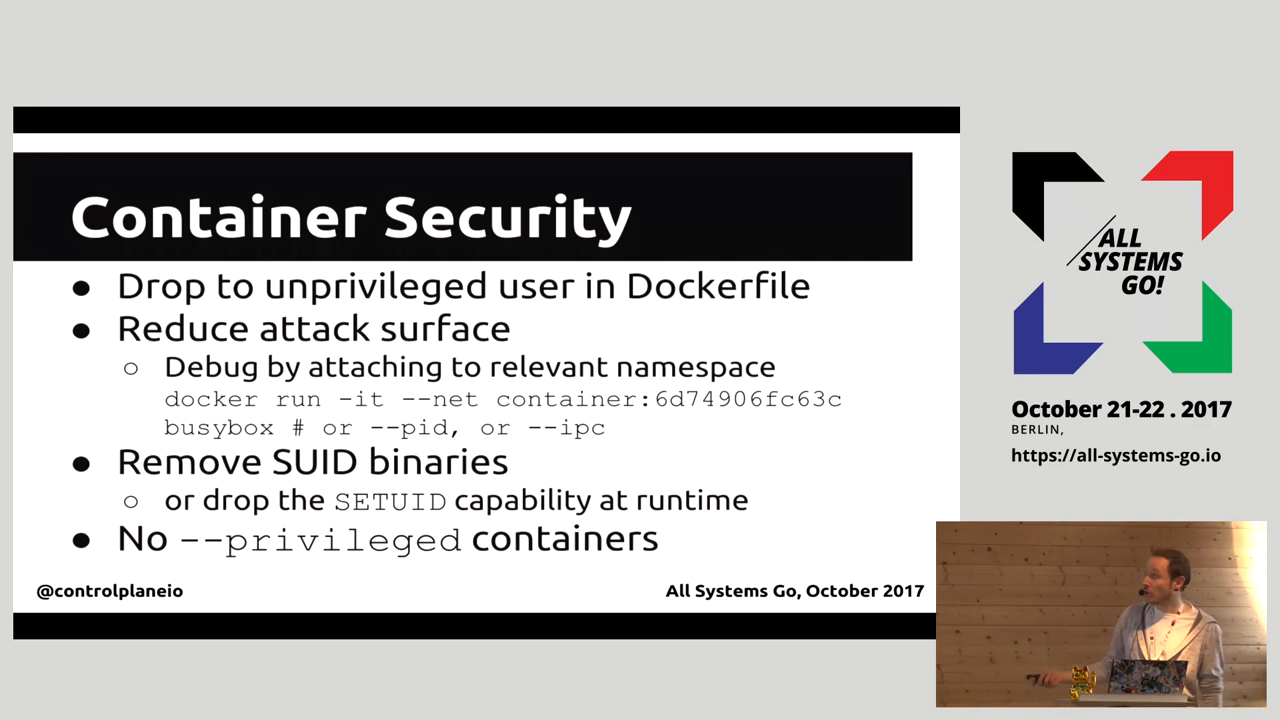 Container Security
● Drop to unprivileged user in Dockerfile
● Reduce attack surface
○ Debug by attaching to relevant namespace
docker run -it --net container:6d74906fc63c
busybox # or --pid, or --ipc
● Remove SUID binaries
○ or drop the SETUID capability at runtime
● No --privileged containers
@controlplaneio
All Systems Go, October 2017
ALL
SYSTEMS
GO!
October 21-22 . 2017
BERLIN,
https://all-systems-go.io